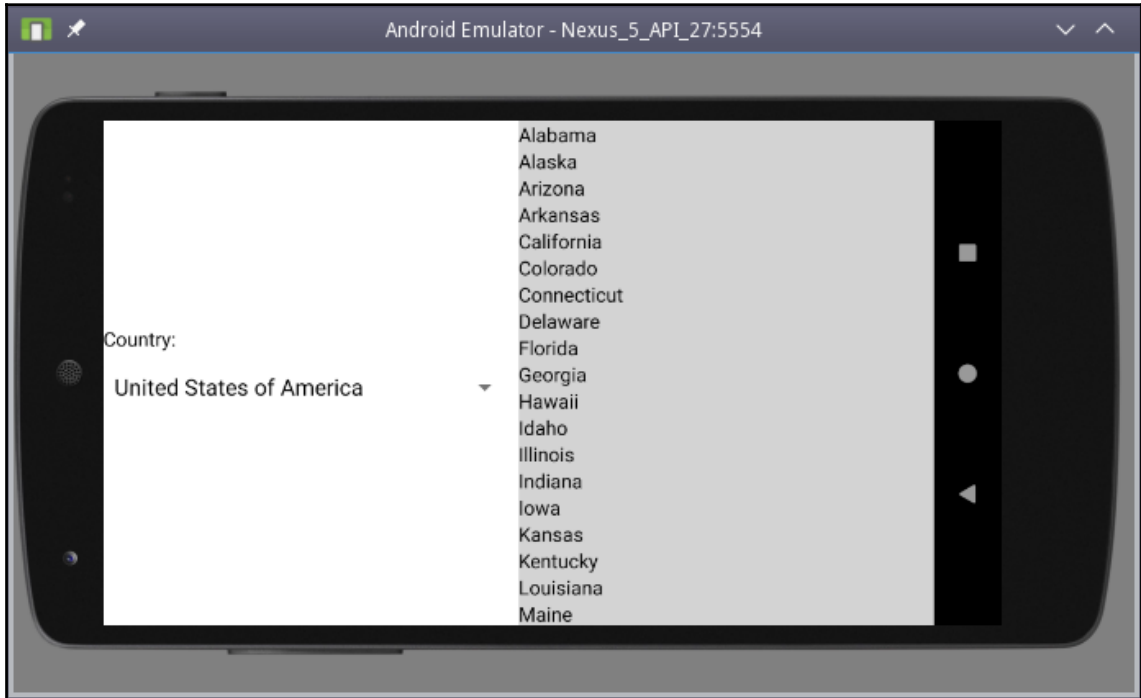 Android Emulator - Nexus_5_API_27:5554
Country:
United States of America
Alabama
Alaska
Arizona
Arkansas
California
Colorado
Connecticut
Delaware
Florida
Georgia
Hawaii
Idaho
Illinois
Indiana
Iowa
Kansas
Kentucky
Louisiana
Maine